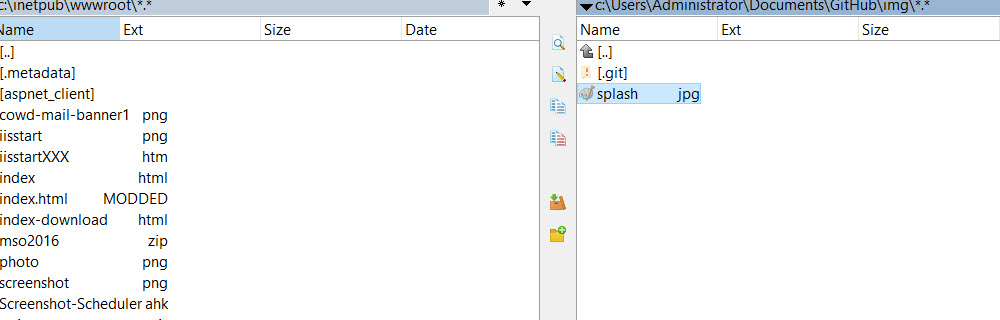 c:\inetpub\wwwroot\*.* * c:\Users\Administrator\Documents\GitHub\img\*.*
Name Ext Size Date
[..]
[.metadata]
[aspnet_client]
cowd-mail-banner1 png
iisstart png
iisstartXXX htm
index html
index.html MODDED
index-download html
mso2016 zip
photo png
screenshot png
Screenshot-Scheduler ahk
Name Ext Size
[..]
[.git]
splash jpg